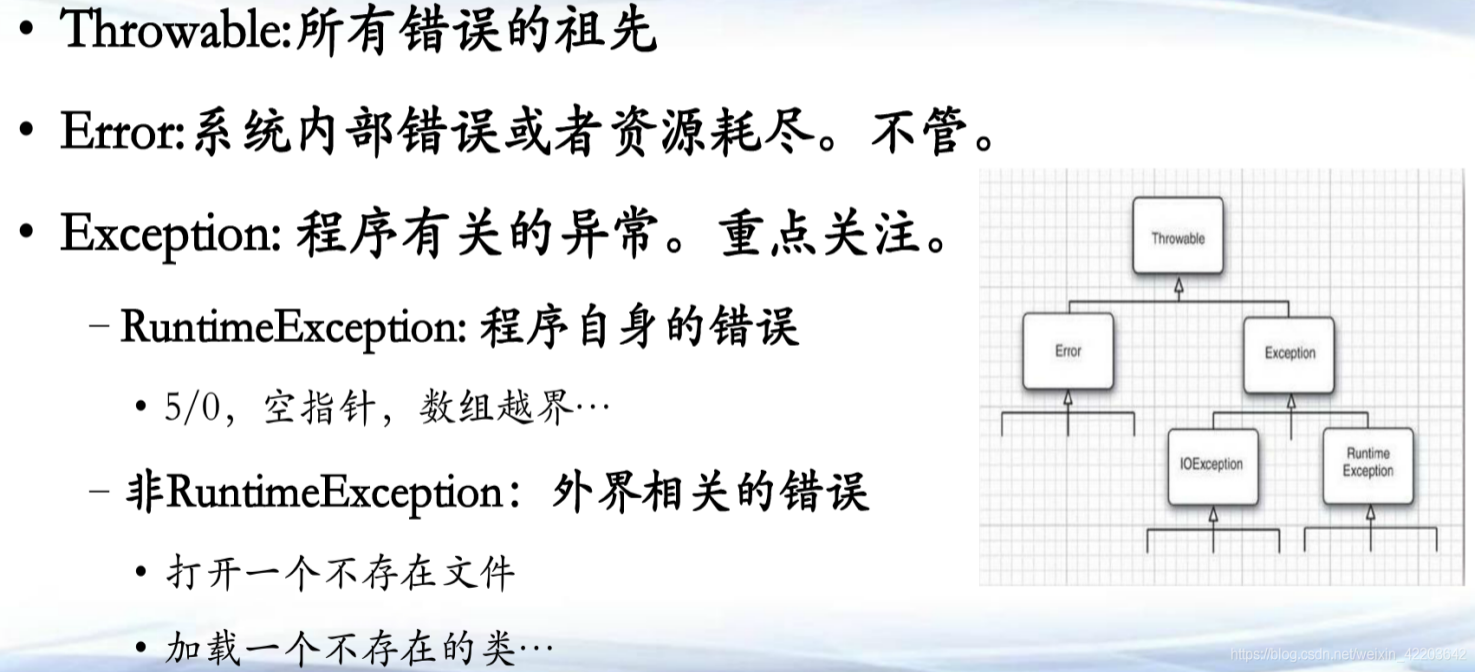 • Throwable:所有错误的祖先
• Error:系统内部错误或者资源耗尽。不管。
• Exception: 程序有关的异常。重点关注。
– RuntimeException: 程序自身的错误
• 5/0，空指针，数组越界…
– 非RuntimeException：外界相关的错误
• 打开一个不存在文件
• 加载一个不存在的类…
Throwable
Error
Exception
IOException
Runtime
Exception
https://blog.csdn.net/weixin_42203642